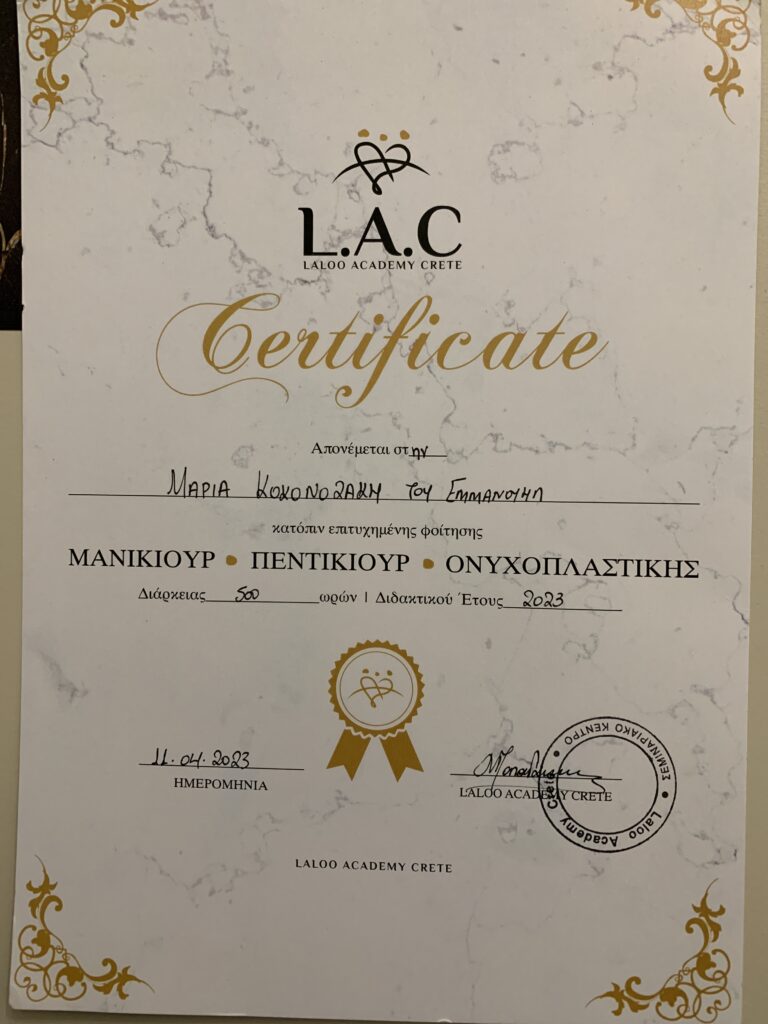 L.A.C
LALOO ACADEMY CRETE
Certificate
Απονέμεται στην
ΜΑΡΙΑ ΚΟΚΟΝΟΖΑΚΗ του ΕΜΜΑΝΟΥΗΛ
κατόπιν επιτυχημένης φοίτησης
ΜΑΝΙΚΙΟΥΡ • ΠΕΝΤΙΚΙΟΥΡ • ΟΝΥΧΟΠΛΑΣΤΙΚΗΣ
Διάρκειας 500 ωρών | Διδακτικού Έτους 2023
11.04.2023
ΗΜΕΡΟΜΗΝΙΑ
LALOO ACADEMY CRETE
ΣΕΜΙΝΑΡΙΑΚΟ ΚΕΝΤΡΟ • Laloo Academy Crete •
LALOO ACADEMY CRETE